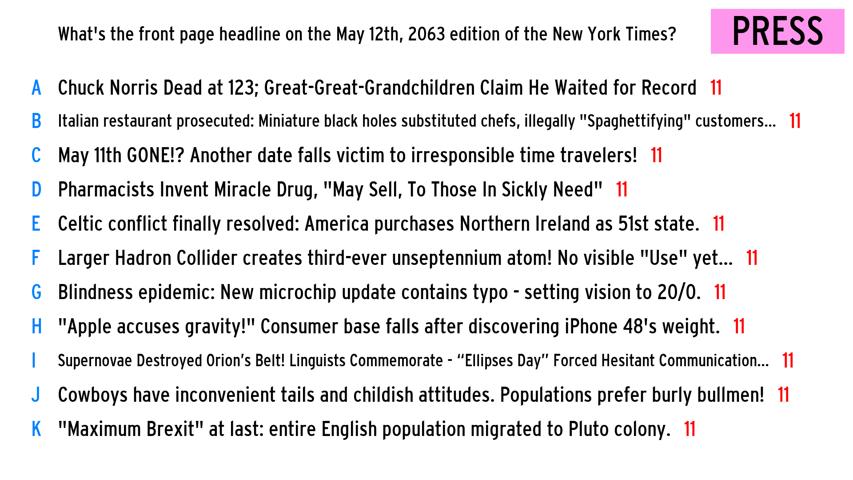 What's the front page headline on the May 12th, 2063 edition of the New York Times?
PRESS
A Chuck Norris Dead at 123; Great-Great-Grandchildren Claim He Waited for Record 11
B Italian restaurant prosecuted: Miniature black holes substituted chefs, illegally "Spaghettifying" customers... 11
C May 11th GONE!? Another date falls victim to irresponsible time travelers! 11
D Pharmacists Invent Miracle Drug, "May Sell, To Those In Sickly Need" 11
E Celtic conflict finally resolved: America purchases Northern Ireland as 51st state. 11
F Larger Hadron Collider creates third-ever unseptennium atom! No visible "Use" yet... 11
G Blindness epidemic: New microchip update contains typo - setting vision to 20/0. 11
H "Apple accuses gravity!" Consumer base falls after discovering iPhone 48's weight. 11
I Supernovae Destroyed Orion's Belt! Linguists Commemorate - “Ellipses Day” Forced Hesitant Communication... 11
J Cowboys have inconvenient tails and childish attitudes. Populations prefer burly bullmen! 11
K "Maximum Brexit" at last: entire English population migrated to Pluto colony. 11